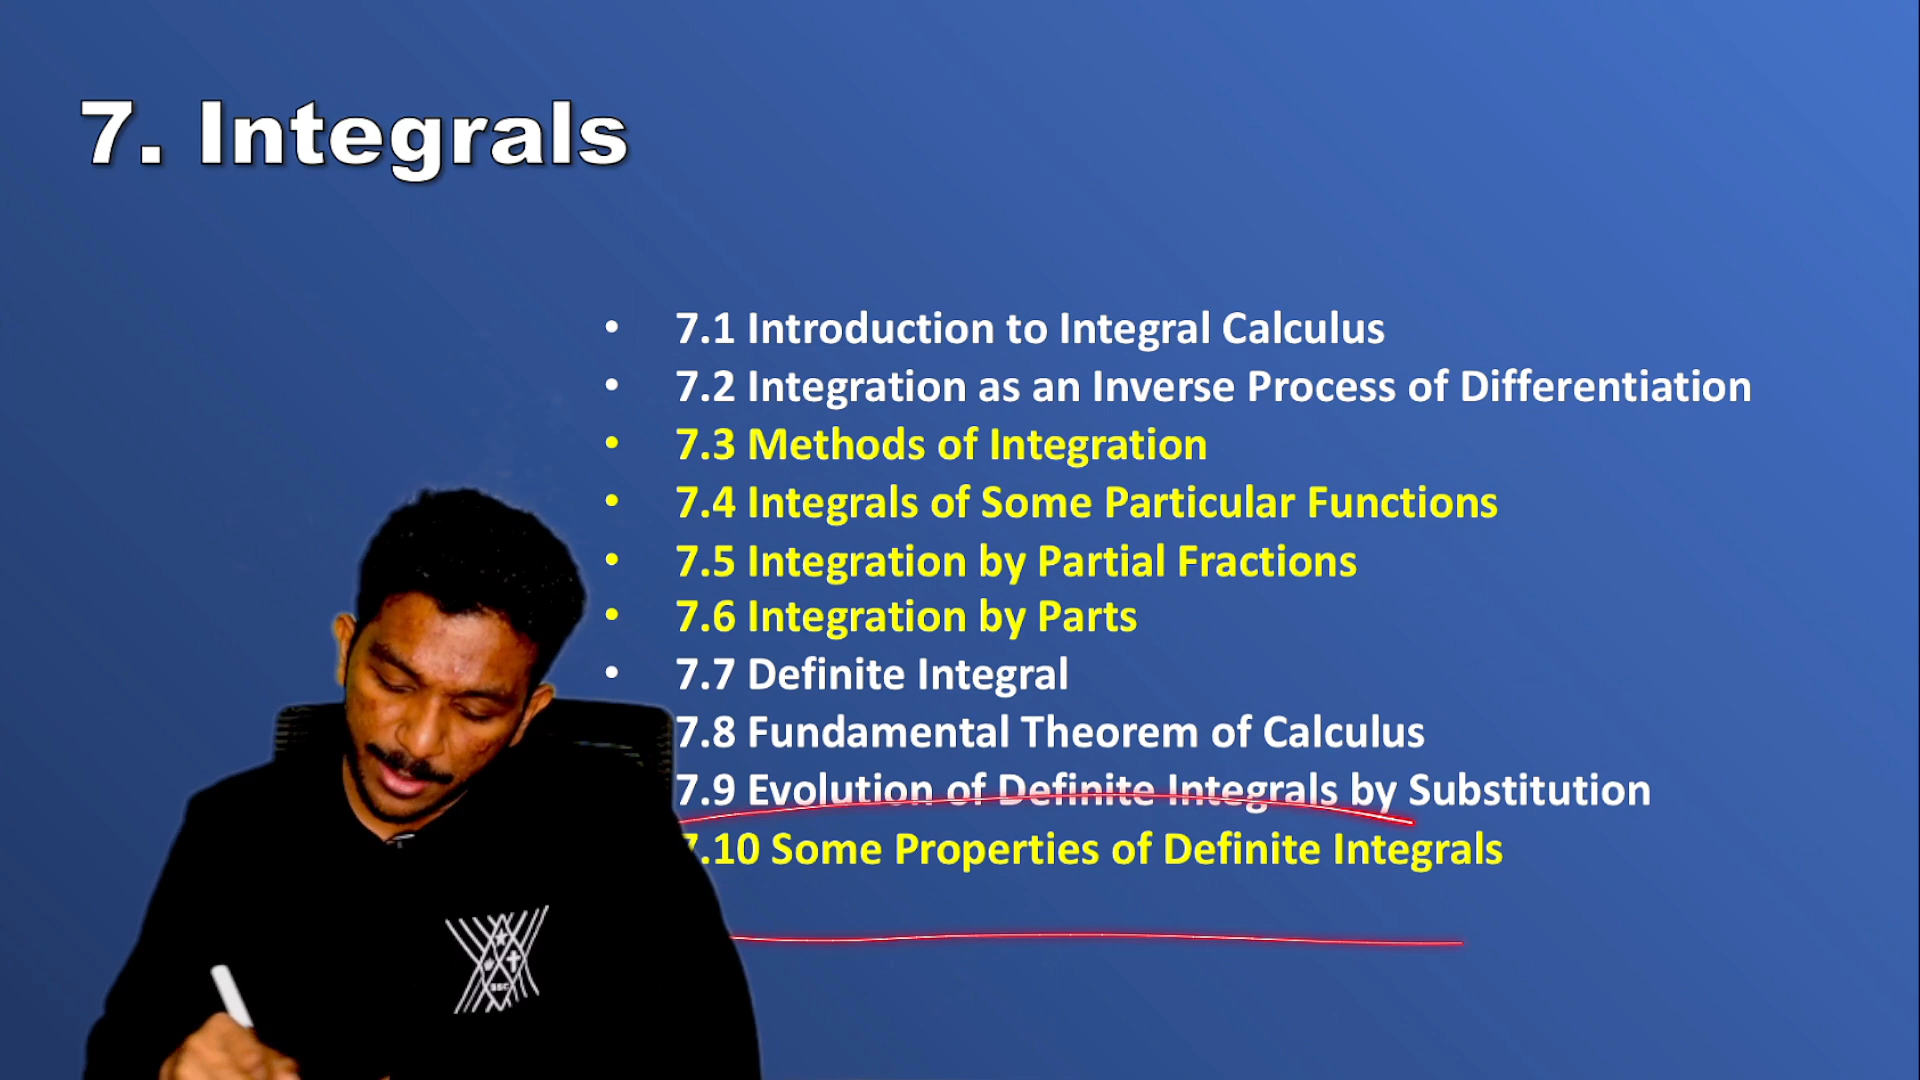 7. Integrals
• 7.1 Introduction to Integral Calculus
• 7.2 Integration as an Inverse Process of Differentiation
• 7.3 Methods of Integration
• 7.4 Integrals of Some Particular Functions
• 7.5 Integration by Partial Fractions
• 7.6 Integration by Parts
• 7.7 Definite Integral
7.8 Fundamental Theorem of Calculus
7.9 Evolution of Definite Integrals by Substitution
7.10 Some Properties of Definite Integrals